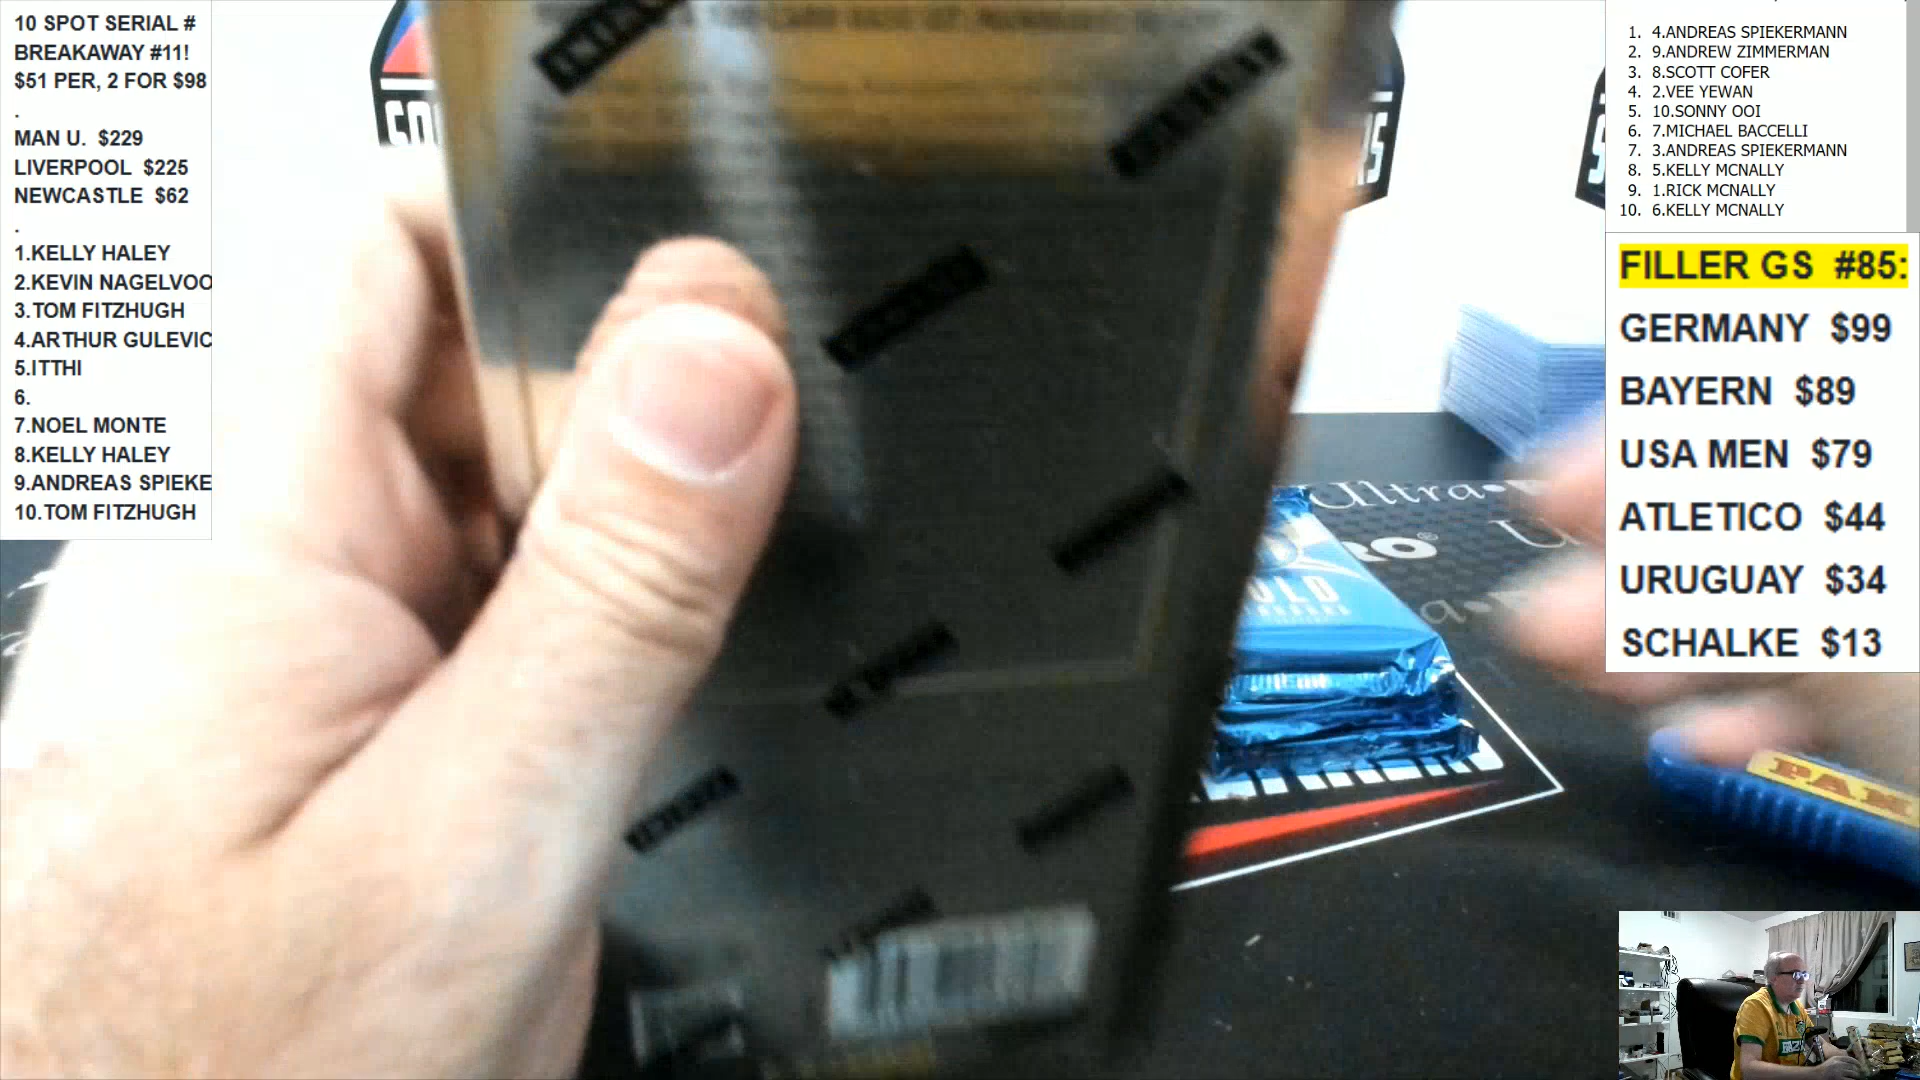 10 SPOT SERIAL #
BREAKAWAY #11!
$51 PER, 2 FOR $98
.
MAN U. $229
LIVERPOOL $225
NEWCASTLE $62
.
1.KELLY HALEY
2.KEVIN NAGELVOO
3.TOM FITZHUGH
4.ARTHUR GULEVIC
5.ITTHI
6.
7.NOEL MONTE
8.KELLY HALEY
9.ANDREAS SPIEKE
10.TOM FITZHUGH
1. 4.ANDREAS SPIEKERMANN
2. 9.ANDREW ZIMMERMAN
3. 8.SCOTT COFER
4. 2.VEE YEWAN
5. 10.SONNY OOI
6. 7.MICHAEL BACCELLI
7. 3.ANDREAS SPIEKERMANN
8. 5.KELLY MCNALLY
9. 1.RICK MCNALLY
10. 6.KELLY MCNALLY
FILLER GS #85:
GERMANY $99
BAYERN $89
USA MEN $79
ATLETICO $44
URUGUAY $34
SCHALKE $13
Ultra